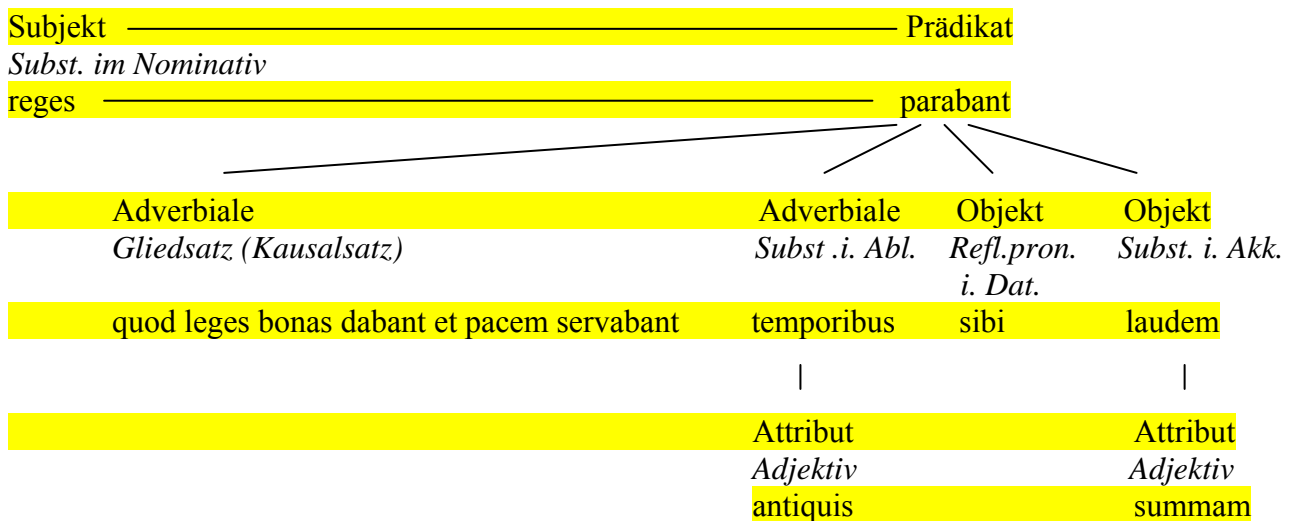 Subjekt Prädikat
Subst. im Nominativ
reges parabant
Adverbiale Adverbiale Objekt Objekt
Gliedsatz (Kausalsatz) Subst .i. Abl. Refl.pron. Subst. i. Akk.
i. Dat.
quod leges bonas dabant et pacem servabant temporibus sibi laudem
Attribut Attribut
Adjektiv Adjektiv
antiquis summam